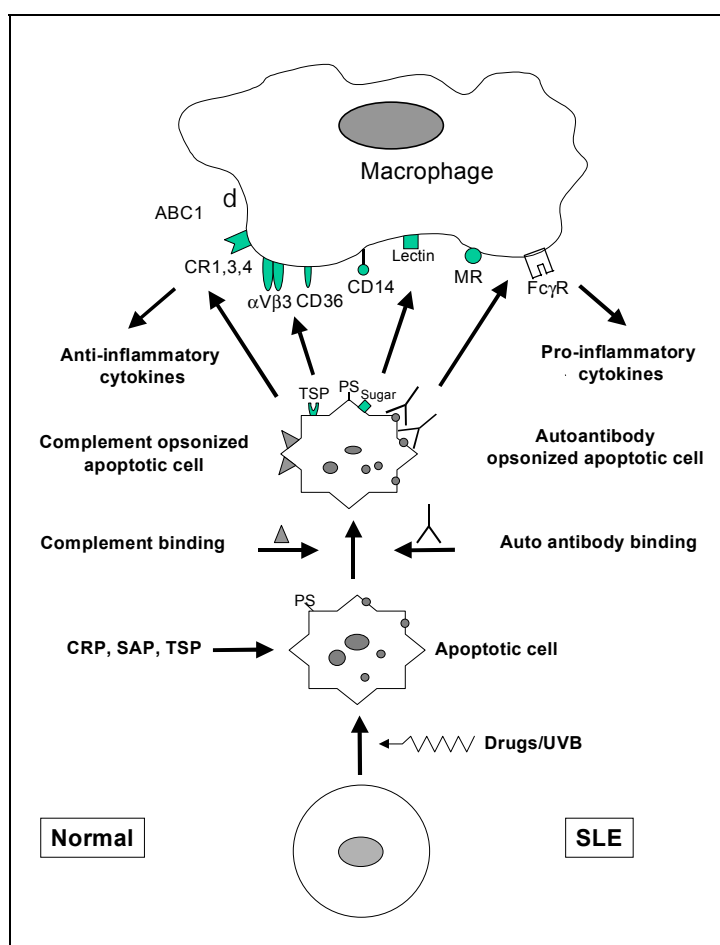 Macrophage
d
ABC1
CR1,3,4
αVβ3
CD36
CD14
Lectin
MR
FcγR
Anti-inflammatory
cytokines
Pro-inflammatory
cytokines
TSP
PS
Sugar
Complement opsonized
apoptotic cell
Autoantibody
opsonized apoptotic cell
Complement binding
Auto antibody binding
PS
CRP, SAP, TSP
Apoptotic cell
Drugs/UVB
Normal
SLE